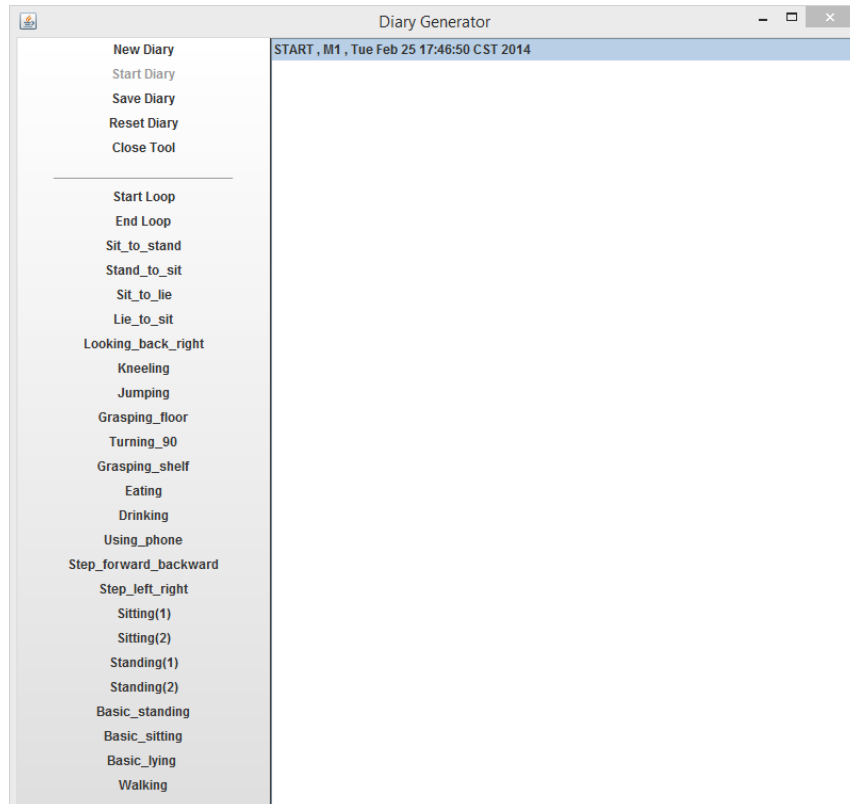 Diary Generator
New Diary
Start Diary
Save Diary
Reset Diary
Close Tool
Start Loop
End Loop
Sit_to_stand
Stand_to_sit
Sit_to_lie
Lie_to_sit
Looking_back_right
Kneeling
Jumping
Grasping_floor
Turning_90
Grasping_shelf
Eating
Drinking
Using_phone
Step_forward_backward
Step_left_right
Sitting(1)
Sitting(2)
Standing(1)
Standing(2)
Basic_standing
Basic_sitting
Basic_lying
Walking
START , M1 , Tue Feb 25 17:46:50 CST 2014